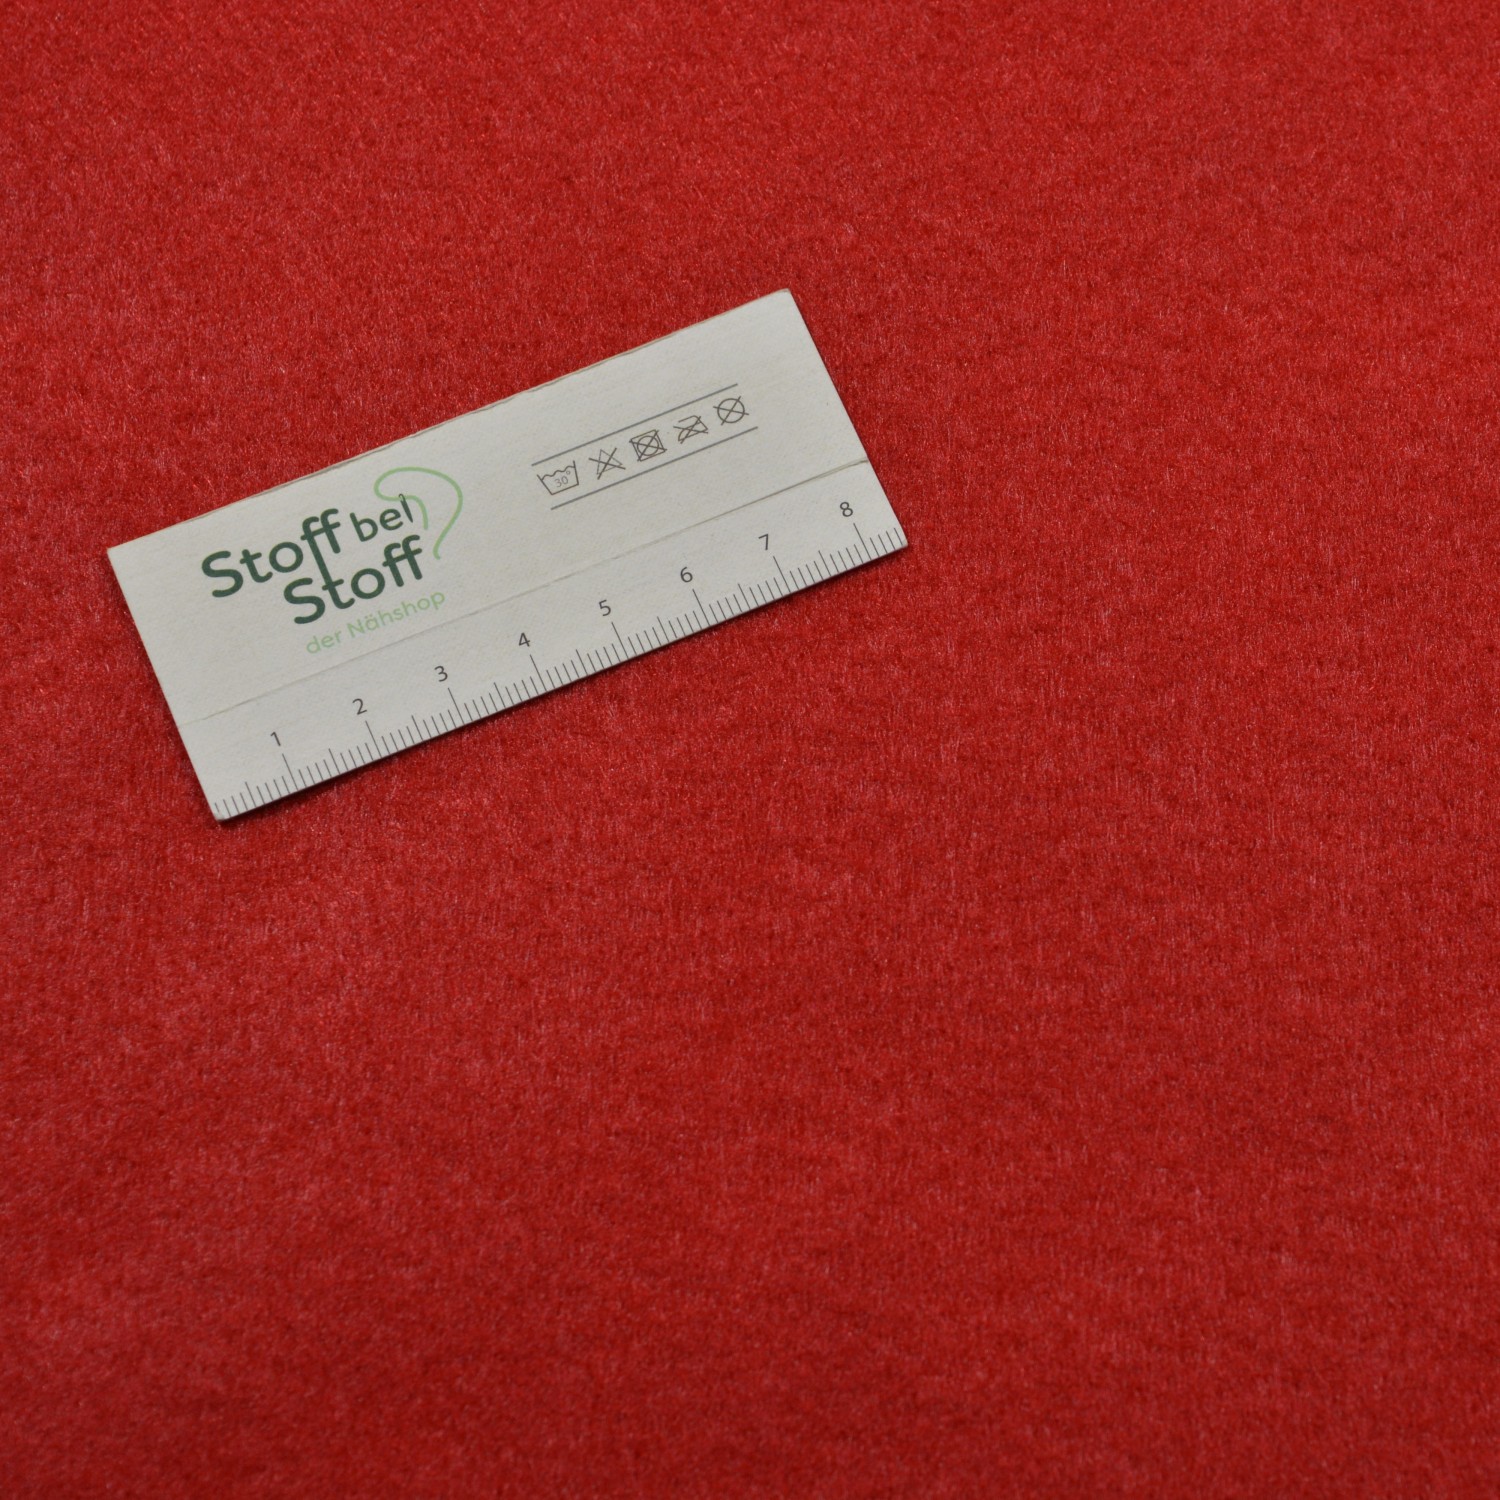 Stoff bei
Stoff
der Nähshop
30°
1 2 3 4 5 6 7 8